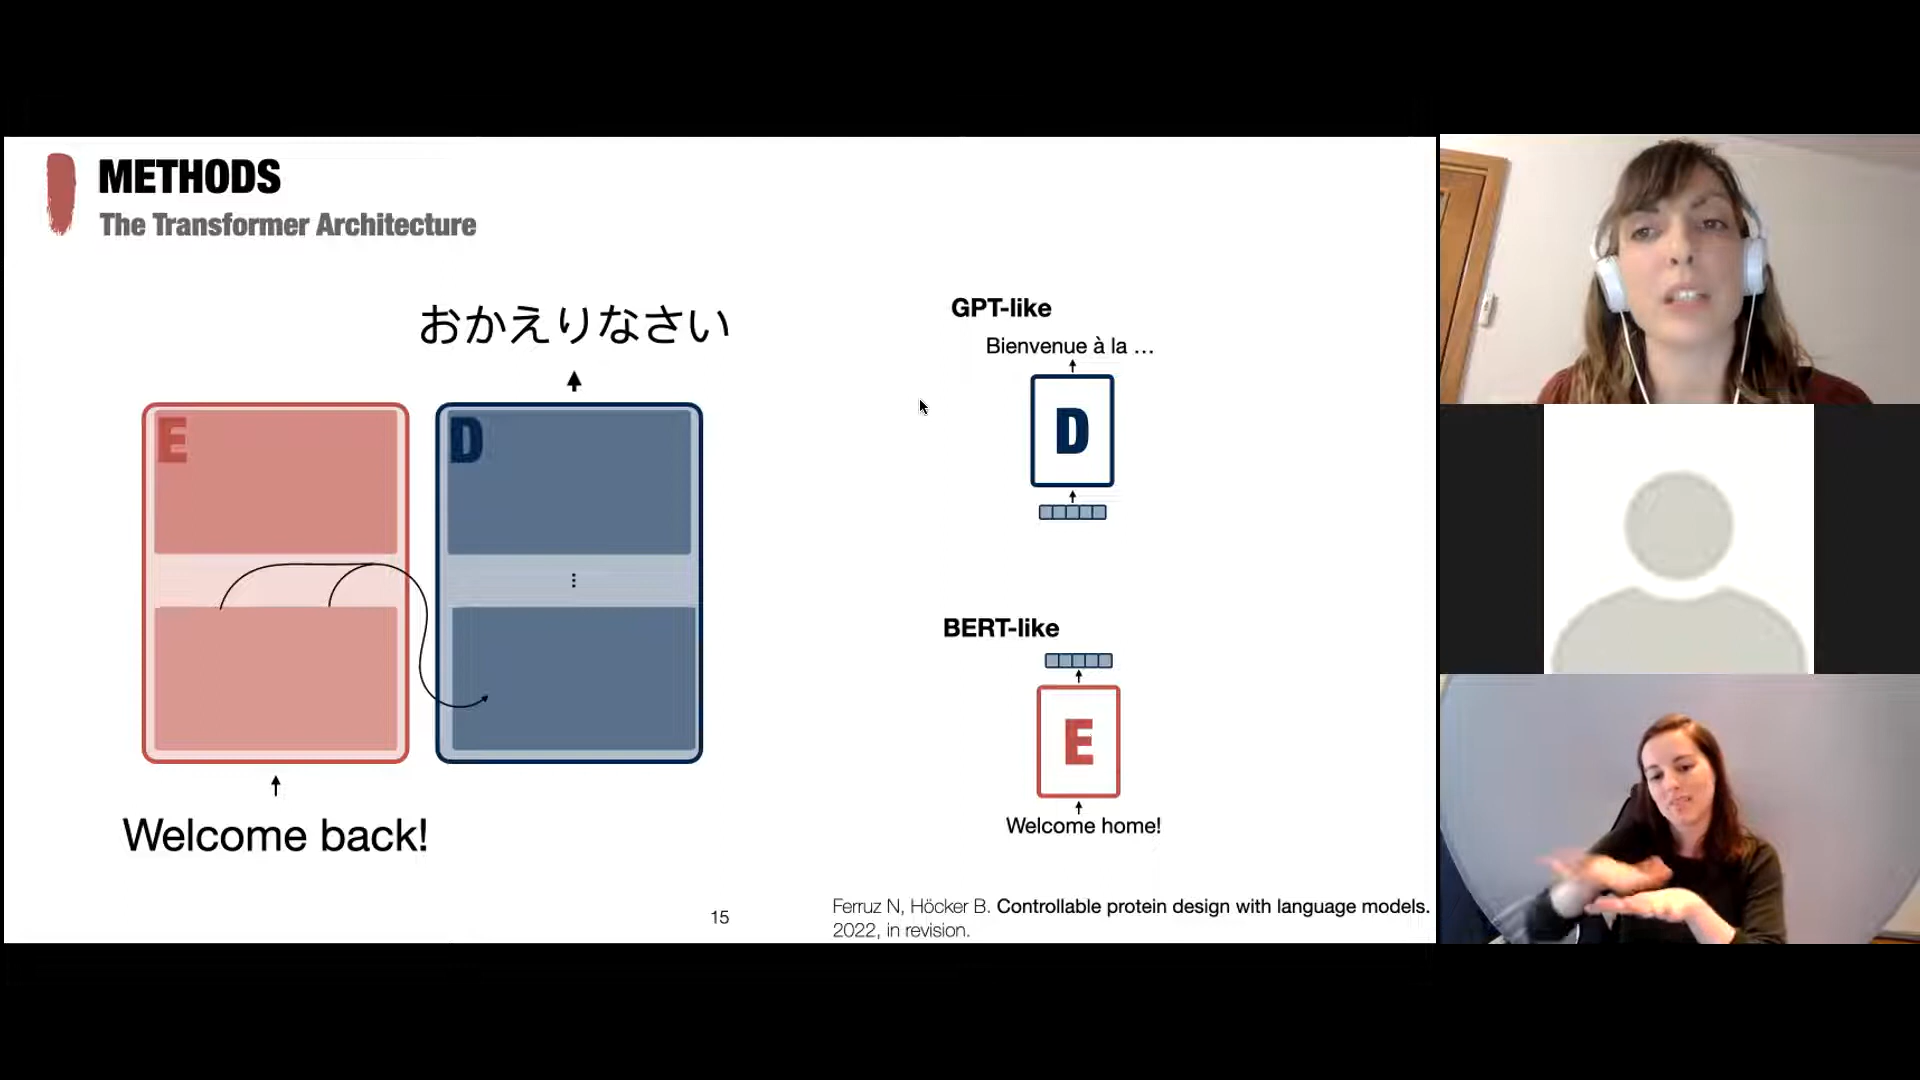 METHODS
The Transformer Architecture
おかえりなさい
E
D
⋮
Welcome back!
GPT-like
Bienvenue à la …
D
BERT-like
E
Welcome home!
15
Ferruz N, Höcker B. Controllable protein design with language models.
2022, in revision.